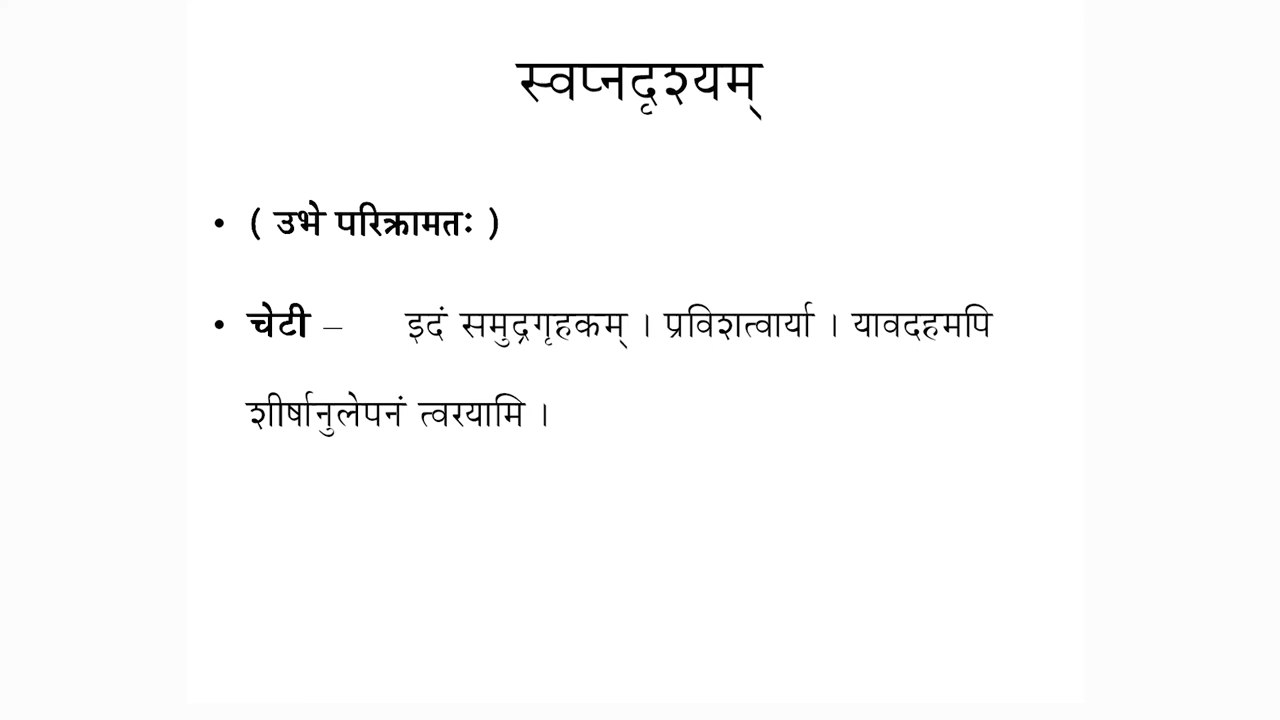 स्वप्नदृश्यम्
• ( उभे परिक्रामतः )
• चेटी – इदं समुद्रगृहकम् । प्रविशत्वार्या । यावदहमपि
शीर्षानुलेपनं त्वरयामि ।